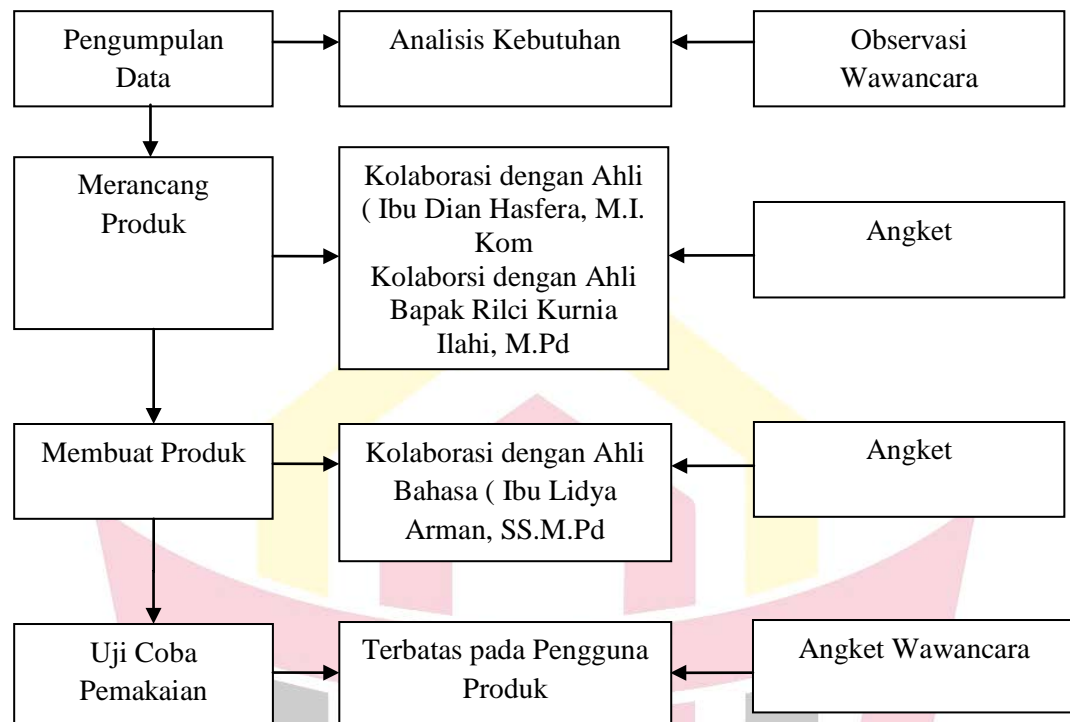 Pengumpulan
Data
Analisis Kebutuhan
Observasi
Wawancara
Merancang
Produk
Kolaborasi dengan Ahli
( Ibu Dian Hasfera, M.I.
Kom
Kolaborsi dengan Ahli
Bapak Rilci Kurnia
Ilahi, M.Pd
Angket
Membuat Produk
Kolaborasi dengan Ahli
Bahasa ( Ibu Lidya
Arman, SS.M.Pd
Angket
Uji Coba
Pemakaian
Terbatas pada Pengguna
Produk
Angket Wawancara